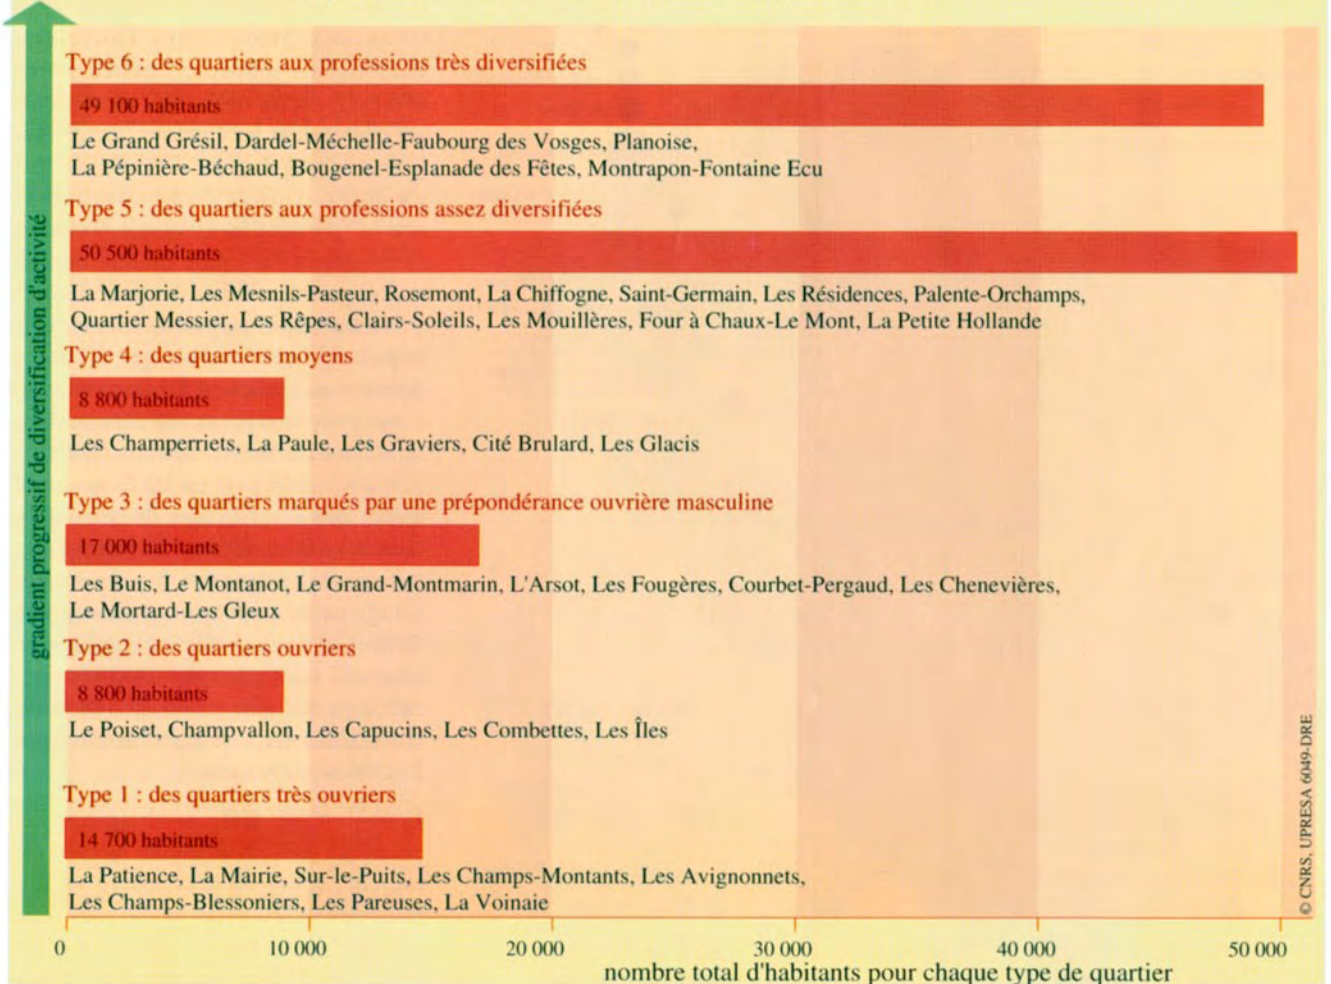 Type 6 : des quartiers aux professions très diversifiées
49 100 habitants
Le Grand Grésil, Dardel-Méchelle-Faubourg des Vosges, Planoise,
La Pépinière-Béchaud, Bougenel-Esplanade des Fêtes, Montrapon-Fontaine Ecu
Type 5 : des quartiers aux professions assez diversifiées
50 500 habitants
La Marjorie, Les Mesnils-Pasteur, Rosemont, La Chiffogne, Saint-Germain, Les Résidences, Palente-Orchamps,
Quartier Messier, Les Rêpes, Clairs-Soleils, Les Mouillères, Four à Chaux-Le Mont, La Petite Hollande
Type 4 : des quartiers moyens
8 800 habitants
Les Champerriets, La Paule, Les Graviers, Cité Brulard, Les Glacis
Type 3 : des quartiers marqués par une prépondérance ouvrière masculine
17 000 habitants
Les Buis, Le Montanot, Le Grand-Montmarin, L'Arsot, Les Fougères, Courbet-Pergaud, Les Chenevières,
Le Mortard-Les Gleux
Type 2 : des quartiers ouvriers
8 800 habitants
Le Poiset, Champvallon, Les Capucins, Les Combettes, Les Îles
Type 1 : des quartiers très ouvriers
14 700 habitants
La Patience, La Mairie, Sur-le-Puits, Les Champs-Montants, Les Avignonnets,
Les Champs-Blessoniers, Les Pareuses, La Voinaie
0 10 000 20 000 30 000 40 000 50 000
nombre total d'habitants pour chaque type de quartier
gradient progressif de diversification d'activité
© CNRS, UPRESA 6049-DRE